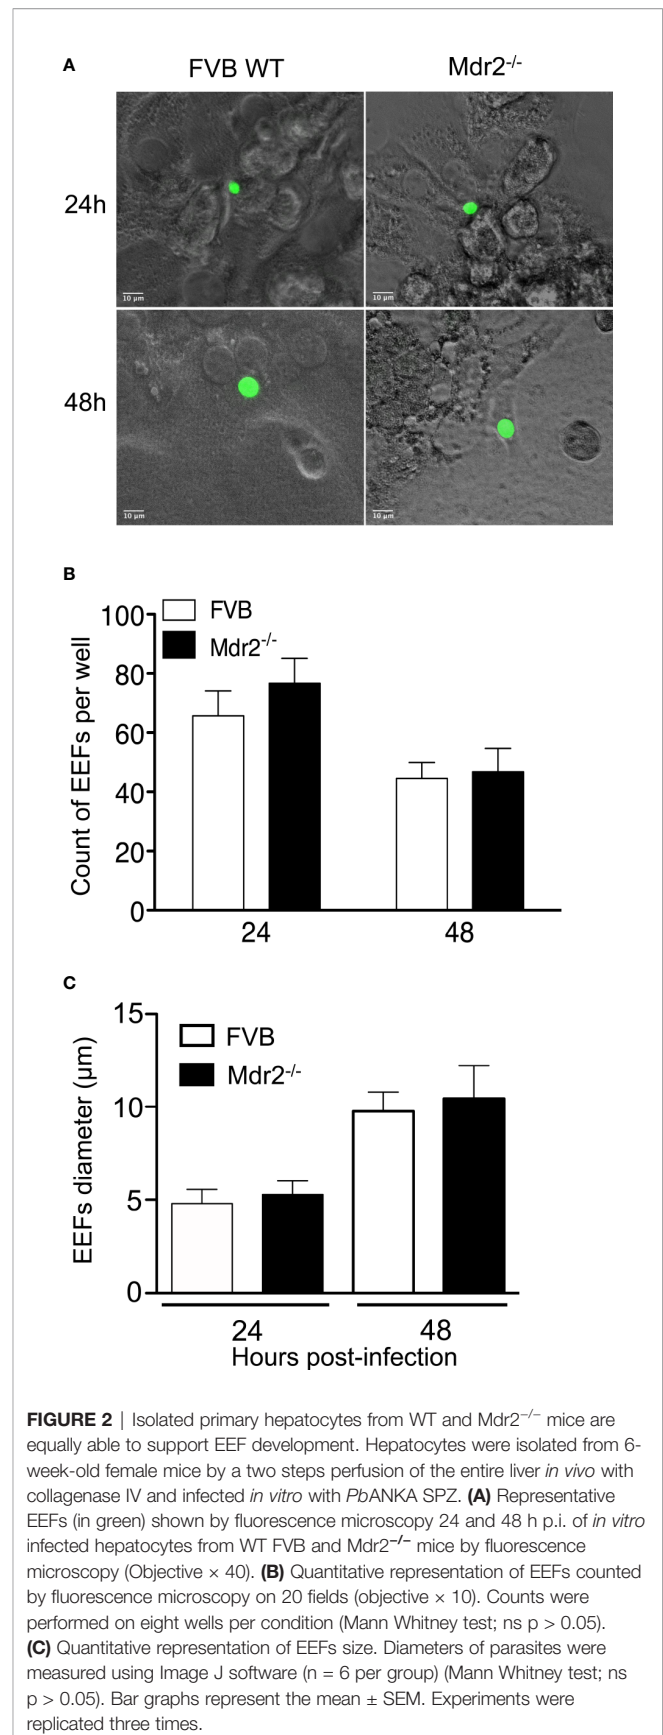 A
FVB WT
Mdr2-/-
24h
10 µm
10 µm
48h
10 µm
10 µm
B
Count of EEFs per well
100
80
60
40
20
0
FVB
Mdr2-/-
24
48
C
EEFs diameter (µm)
15
10
5
0
FVB
Mdr2-/-
24
48
Hours post-infection
FIGURE 2 | Isolated primary hepatocytes from WT and Mdr2−/− mice are
equally able to support EEF development. Hepatocytes were isolated from 6-
week-old female mice by a two steps perfusion of the entire liver in vivo with
collagenase IV and infected in vitro with PbANKA SPZ. (A) Representative
EEFs (in green) shown by fluorescence microscopy 24 and 48 h p.i. of in vitro
infected hepatocytes from WT FVB and Mdr2−/− mice by fluorescence
microscopy (Objective × 40). (B) Quantitative representation of EEFs counted
by fluorescence microscopy on 20 fields (objective × 10). Counts were
performed on eight wells per condition (Mann Whitney test; ns p > 0.05).
(C) Quantitative representation of EEFs size. Diameters of parasites were
measured using Image J software (n = 6 per group) (Mann Whitney test; ns
p > 0.05). Bar graphs represent the mean ± SEM. Experiments were
replicated three times.